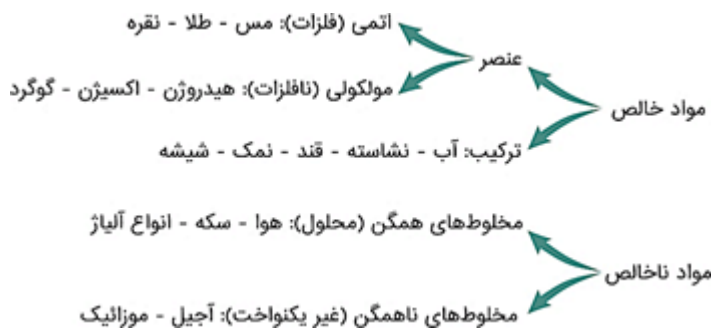 اتمی (فلزات): مس - طلا - نقره
عنصر
مولکولی (نافلزات): هیدروژن - اکسیژن - گوگرد
مواد خالص
ترکیب: آب - نشاسته - قند - نمک - شیشه
مخلوط‌های همگن (محلول): هوا - سکه - انواع آلیاژ
مواد ناخالص
مخلوط‌های ناهمگن (غیر یکنواخت): آجیل - موزائیک